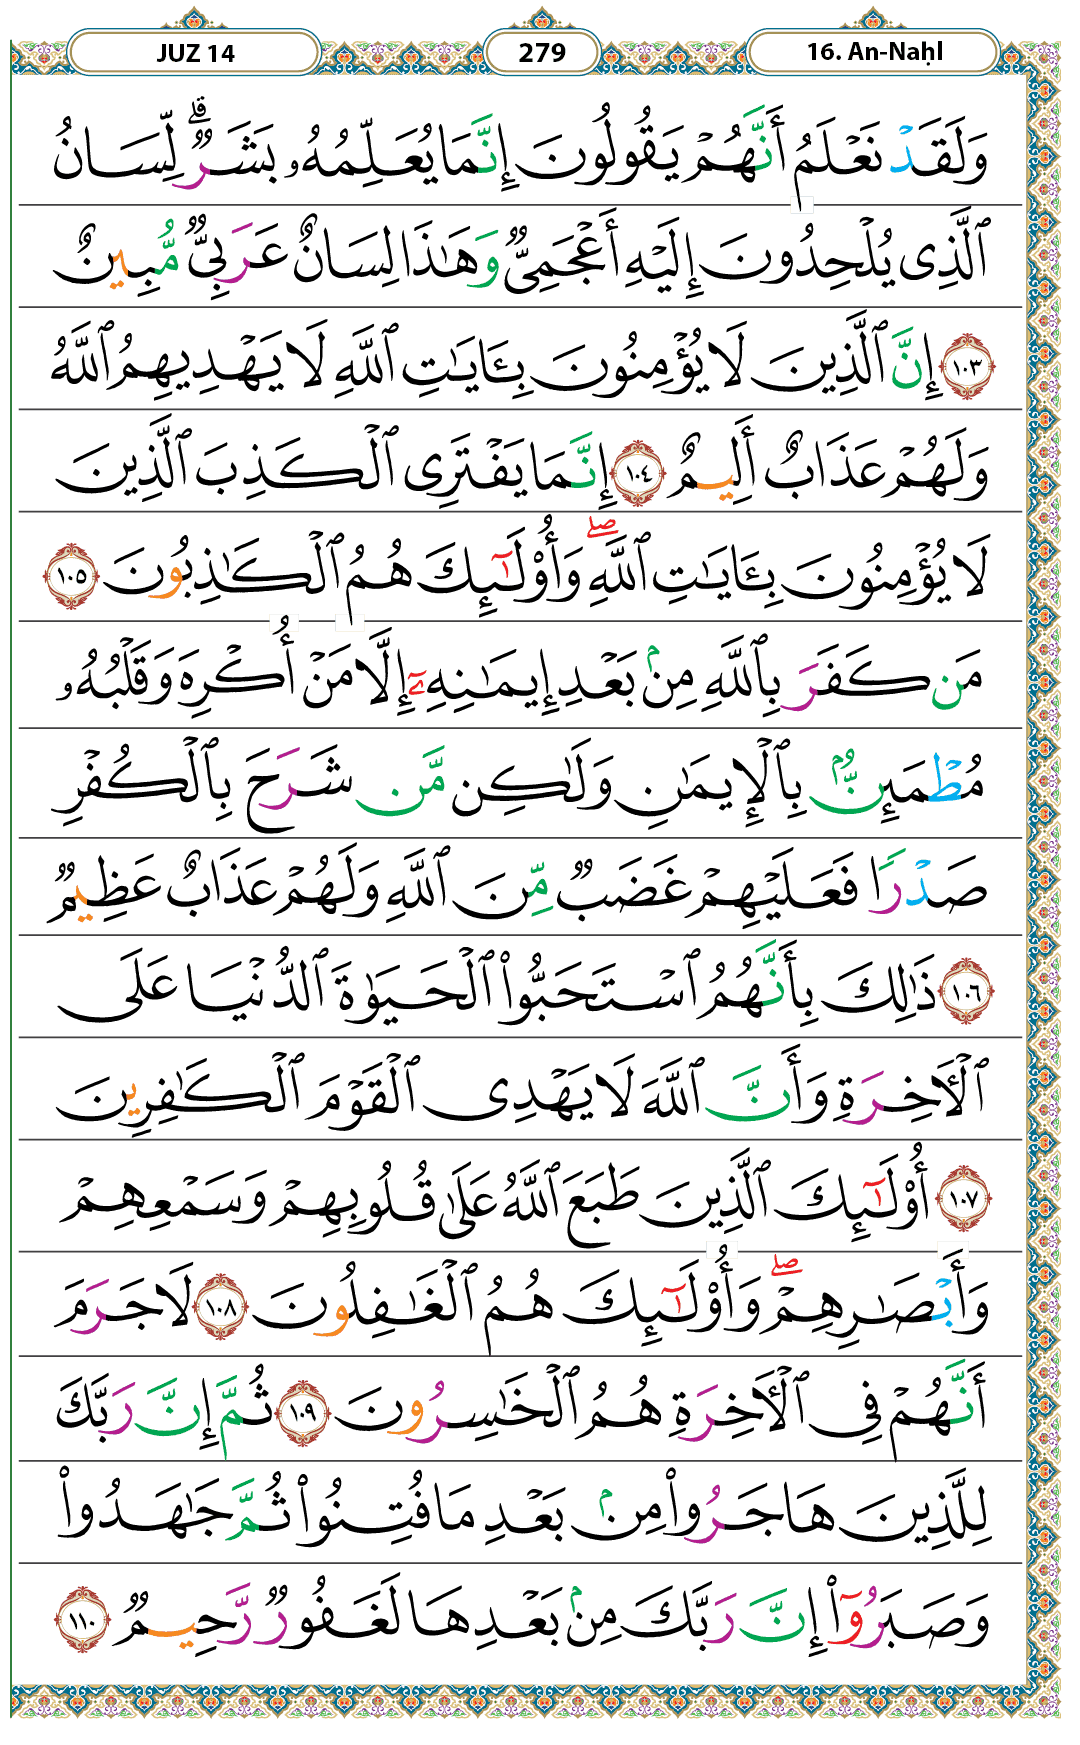 JUZ 14
279
16. An-Naḥl
وَلَقَدۡ نَعۡلَمُ أَنَّهُمۡ يَقُولُونَ إِنَّمَا يُعَلِّمُهُۥ بَشَرٞۗ لِّسَانُ
ٱلَّذِي يُلۡحِدُونَ إِلَيۡهِ أَعۡجَمِيّٞ وَهَٰذَا لِسَانٌ عَرَبِيّٞ مُّبِينٌ
١٠٣ إِنَّ ٱلَّذِينَ لَا يُؤۡمِنُونَ بِـَٔايَٰتِ ٱللَّهِ لَا يَهۡدِيهِمُ ٱللَّهُ
وَلَهُمۡ عَذَابٌ أَلِيمٌ ١٠٤ إِنَّمَا يَفۡتَرِي ٱلۡكَذِبَ ٱلَّذِينَ
لَا يُؤۡمِنُونَ بِـَٔايَٰتِ ٱللَّهِۖ وَأُوْلَٰٓئِكَ هُمُ ٱلۡكَٰذِبُونَ ١٠٥
مَن كَفَرَ بِٱللَّهِ مِنۢ بَعۡدِ إِيمَٰنِهِۦٓ إِلَّا مَنۡ أُكۡرِهَ وَقَلۡبُهُۥ
مُطۡمَئِنُّۢ بِٱلۡإِيمَٰنِ وَلَٰكِن مَّن شَرَحَ بِٱلۡكُفۡرِ
صَدۡرٗا فَعَلَيۡهِمۡ غَضَبٞ مِّنَ ٱللَّهِ وَلَهُمۡ عَذَابٌ عَظِيمٞ
١٠٦ ذَٰلِكَ بِأَنَّهُمُ ٱسۡتَحَبُّواْ ٱلۡحَيَوٰةَ ٱلدُّنۡيَا عَلَى
ٱلۡأٓخِرَةِ وَأَنَّ ٱللَّهَ لَا يَهۡدِي ٱلۡقَوۡمَ ٱلۡكَٰفِرِينَ
١٠٧ أُوْلَٰٓئِكَ ٱلَّذِينَ طَبَعَ ٱللَّهُ عَلَىٰ قُلُوبِهِمۡ وَسَمۡعِهِمۡ
وَأَبۡصَٰرِهِمۡۖ وَأُوْلَٰٓئِكَ هُمُ ٱلۡغَٰفِلُونَ ١٠٨ لَا جَرَمَ
أَنَّهُمۡ فِي ٱلۡأٓخِرَةِ هُمُ ٱلۡخَٰسِرُونَ ١٠٩ ثُمَّ إِنَّ رَبَّكَ
لِلَّذِينَ هَاجَرُواْ مِنۢ بَعۡدِ مَا فُتِنُواْ ثُمَّ جَٰهَدُواْ
وَصَبَرُوٓاْ إِنَّ رَبَّكَ مِنۢ بَعۡدِهَا لَغَفُورٞ رَّحِيمٞ ١١٠